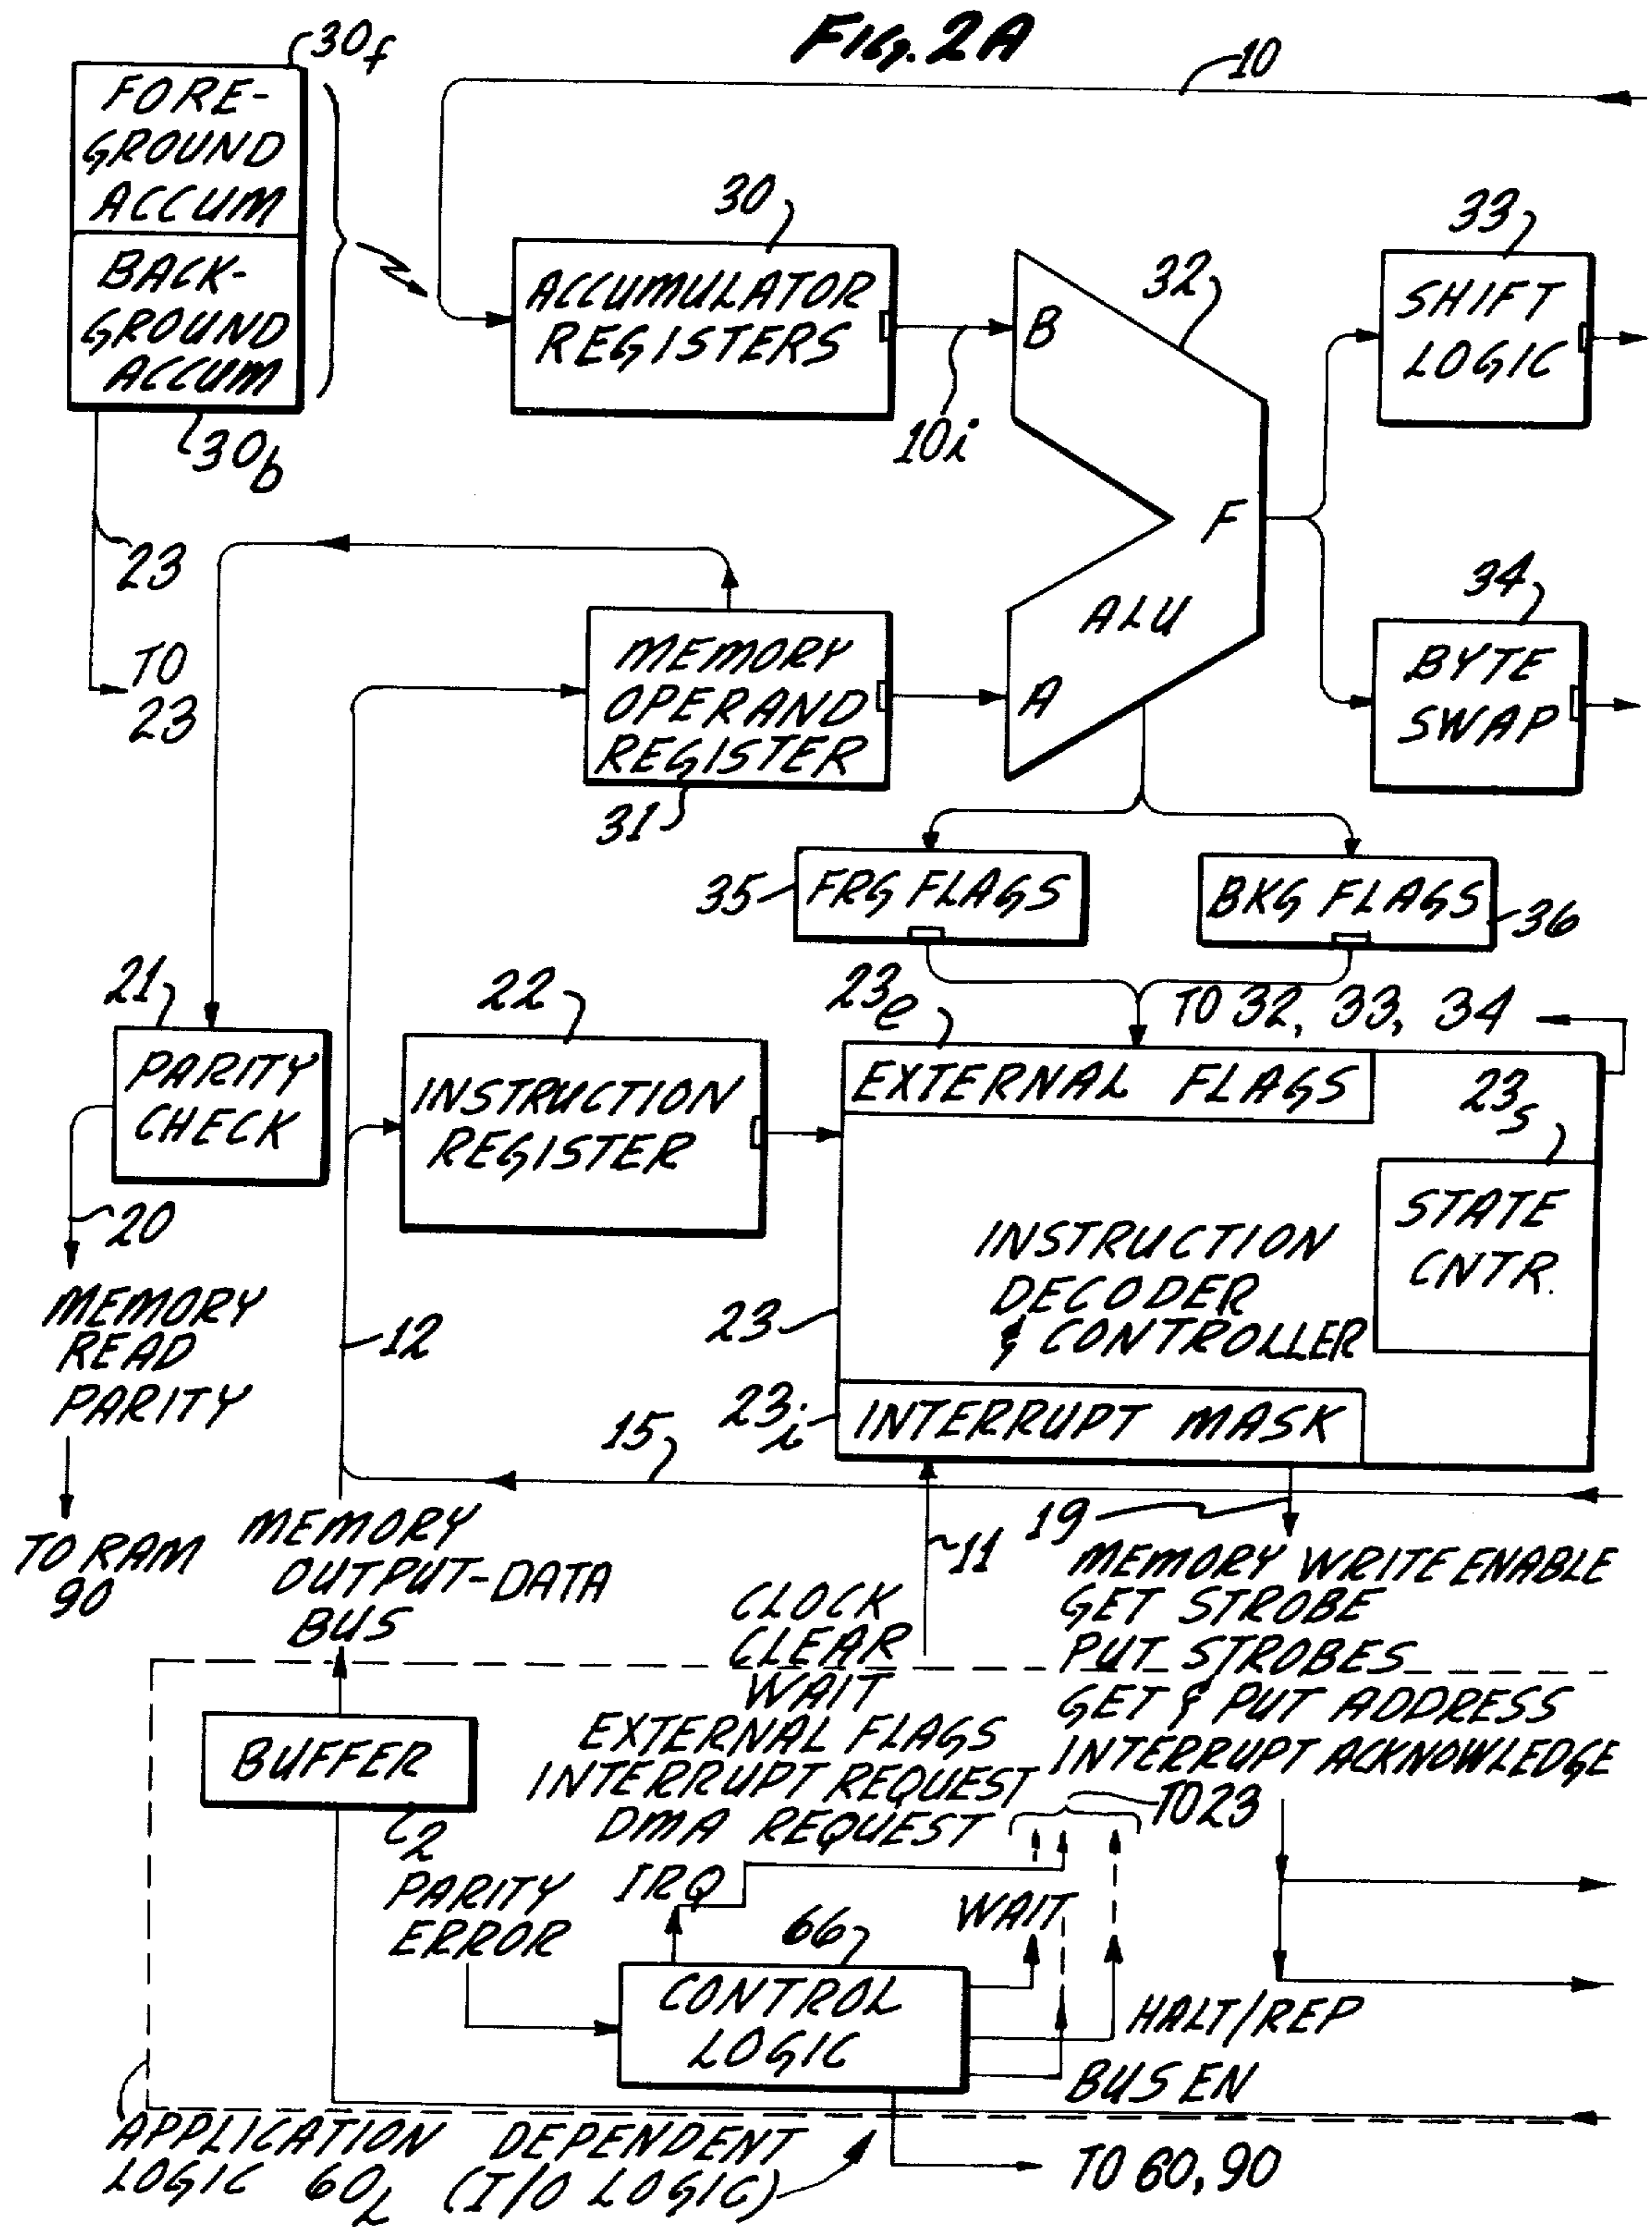 FIG. 2A
30f
10
FORE-
GROUND
ACCUM
BACK-
GROUND
ACCUM
30b
23
TO
23
30
ACCUMULATOR
REGISTERS
10i
B
32
F
ALU
A
33
SHIFT
LOGIC
34
BYTE
SWAP
MEMORY
OPERAND
REGISTER
31
35
FRG FLAGS
BKG FLAGS
36
21
PARITY
CHECK
20
MEMORY
READ
PARITY
TO RAM
90
22
INSTRUCTION
REGISTER
12
23e
TO 32, 33, 34
EXTERNAL FLAGS
23s
STATE
CNTR.
INSTRUCTION
DECODER
& CONTROLLER
23
23i
INTERRUPT MASK
15
11
19
MEMORY
OUTPUT-DATA
BUS
CLOCK
CLEAR
WAIT
EXTERNAL FLAGS
INTERRUPT REQUEST
DMA REQUEST
MEMORY WRITE ENABLE
GET STROBE
PUT STROBES
GET & PUT ADDRESS
INTERRUPT ACKNOWLEDGE
TO 23
BUFFER
2
PARITY
ERROR
IRQ
66
WAIT
CONTROL
LOGIC
HALT/REP
BUS EN
APPLICATION DEPENDENT
LOGIC 60L (I/O LOGIC)
TO 60, 90